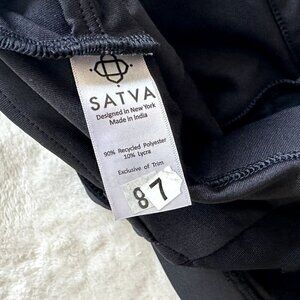 SATVA
Designed in New York
Made in India
90% Recycled Polyester
10% Lycra
Exclusive of Trim
87